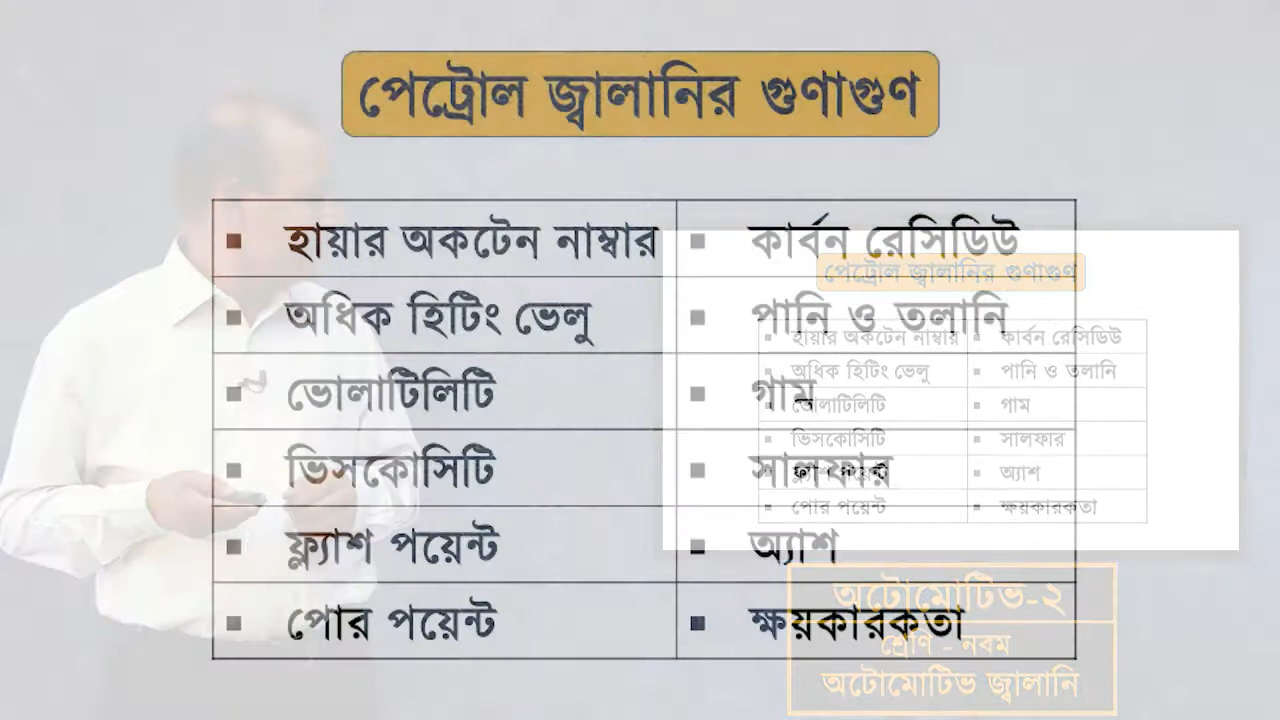 পেট্রোল জ্বালানির গুণাগুণ
▪ হায়ার অকটেন নাম্বার ▪ কার্বন রেসিডিউ
▪ অধিক হিটিং ভেলু ▪ পানি ও তলানি
▪ ভোলাটিলিটি ▪ গাম
▪ ভিসকোসিটি ▪ সালফার
▪ ফ্ল্যাশ পয়েন্ট ▪ অ্যাশ
▪ পোর পয়েন্ট ▪ ক্ষয়কারকতা
পেট্রোল জ্বালানির গুণাগুণ
▪ হায়ার অকটেন নাম্বার ▪ কার্বন রেসিডিউ
▪ অধিক হিটিং ভেলু ▪ পানি ও তলানি
▪ ভোলাটিলিটি ▪ গাম
▪ ভিসকোসিটি ▪ সালফার
▪ ফ্ল্যাশ পয়েন্ট ▪ অ্যাশ
▪ পোর পয়েন্ট ▪ ক্ষয়কারকতা
অটোমোটিভ-২
শ্রেণি - নবম
অটোমোটিভ জ্বালানি